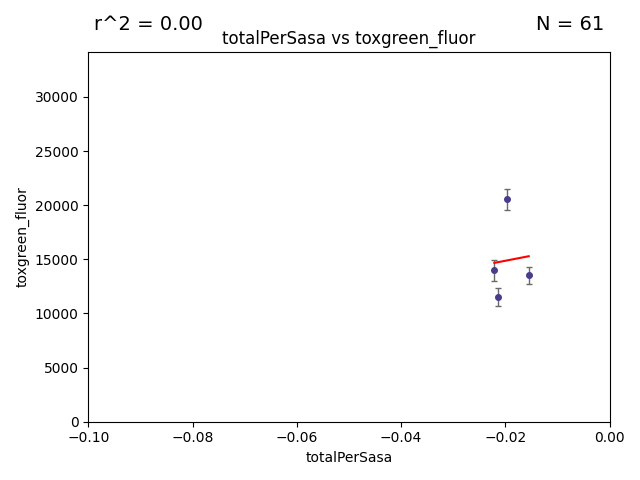 r^2 = 0.00
N = 61
totalPerSasa vs toxgreen_fluor
30000
25000
20000
15000
10000
5000
0
toxgreen_fluor
−0.10
−0.08
−0.06
−0.04
−0.02
0.00
totalPerSasa